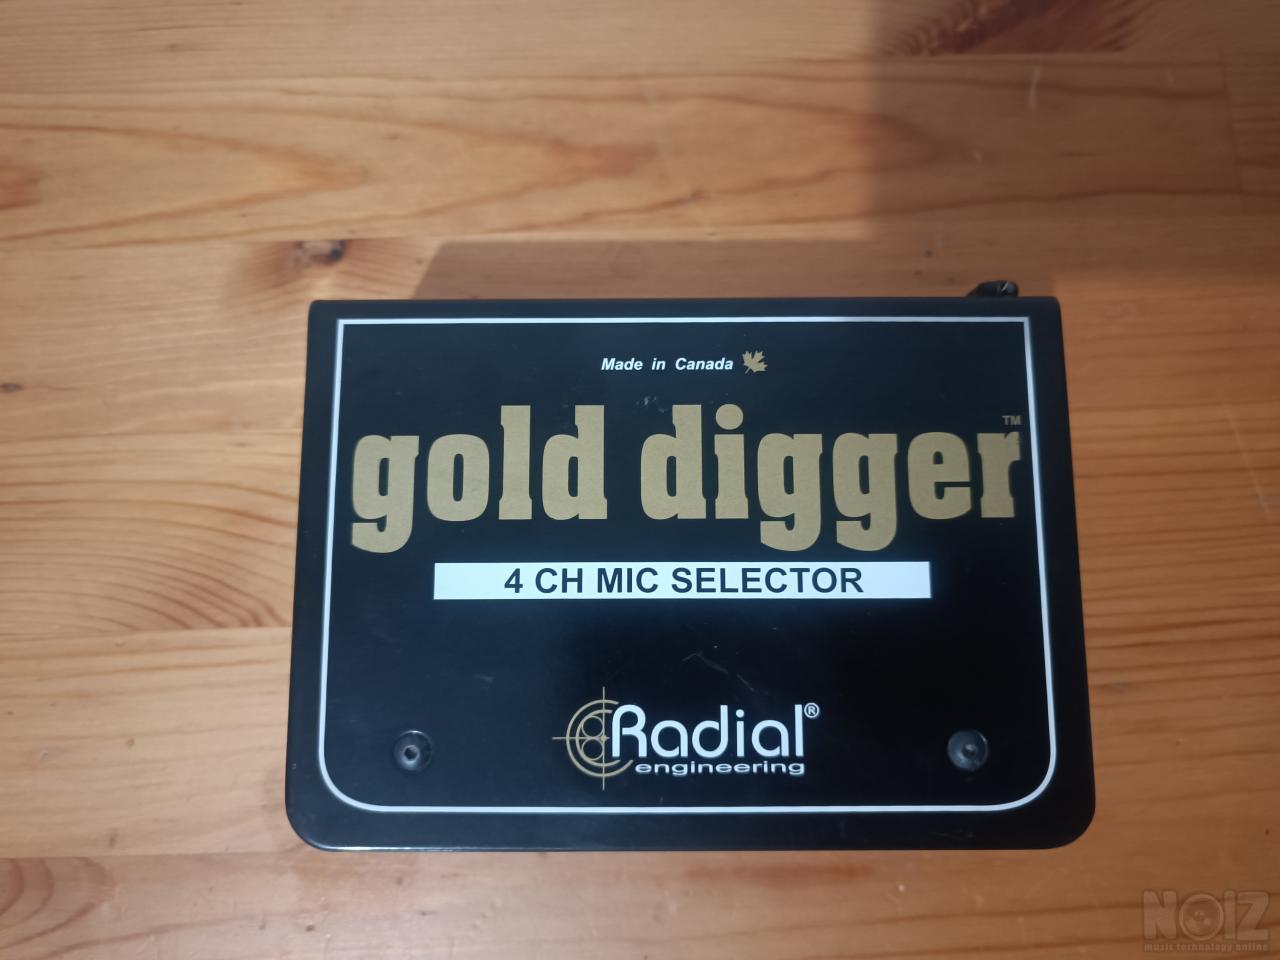 Made in Canada
gold digger™
4 CH MIC SELECTOR
Radial®
engineering
NOIZ
music technology online